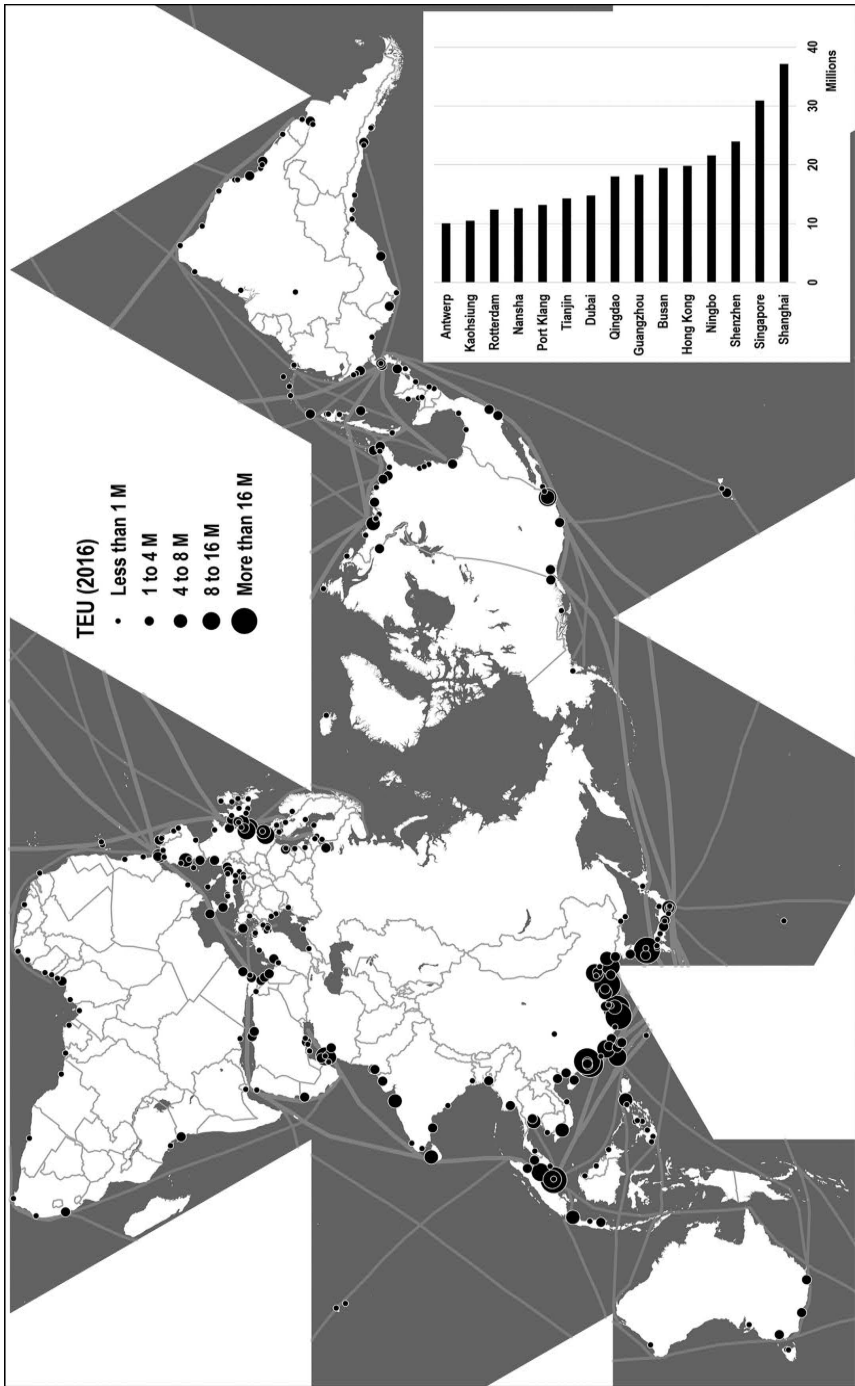 TEU (2016)
Less than 1 M
1 to 4 M
4 to 8 M
8 to 16 M
More than 16 M
Antwerp
Kaohsiung
Rotterdam
Nansha
Port Klang
Tianjin
Dubai
Qingdao
Guangzhou
Busan
Hong Kong
Ningbo
Shenzhen
Singapore
Shanghai
0
10
20
30
40
Millions